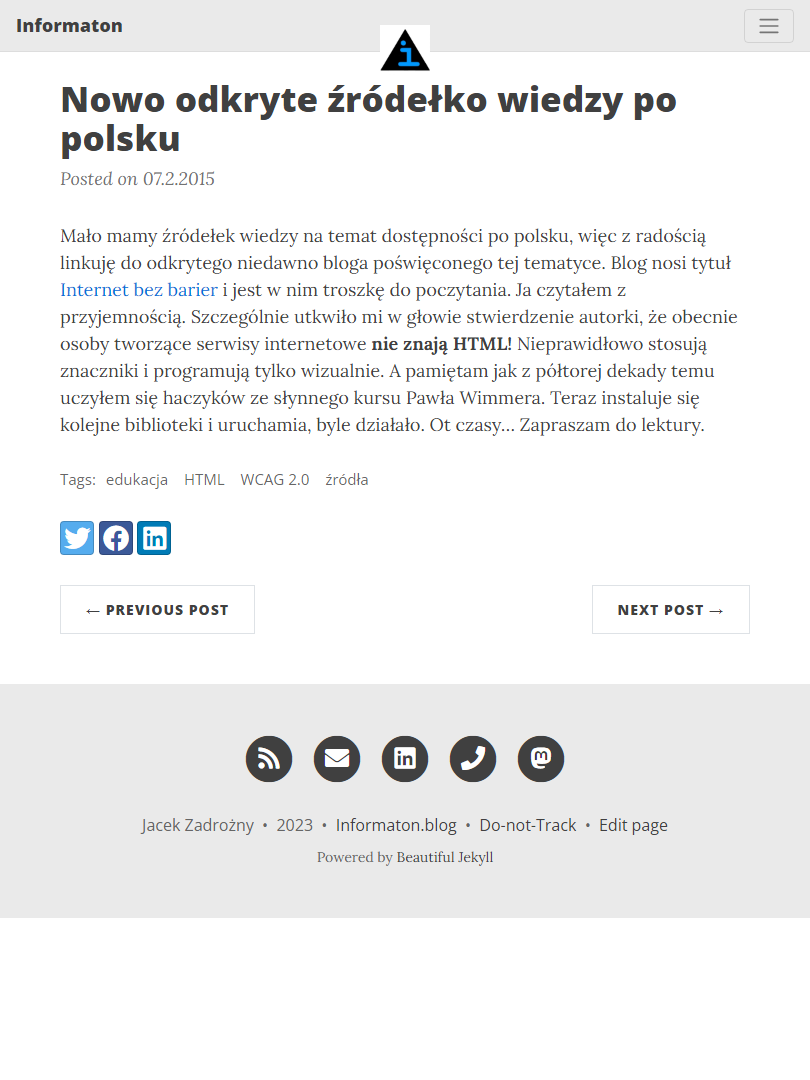 Informaton
Nowo odkryte źródełko wiedzy po
polsku
Posted on 07.2.2015
Mało mamy źródełek wiedzy na temat dostępności po polsku, więc z radością
linkuję do odkrytego niedawno bloga poświęconego tej tematyce. Blog nosi tytuł
Internet bez barier i jest w nim troszkę do poczytania. Ja czytałem z
przyjemnością. Szczególnie utkwiło mi w głowie stwierdzenie autorki, że obecnie
osoby tworzące serwisy internetowe nie znają HTML! Nieprawidłowo stosują
znaczniki i programują tylko wizualnie. A pamiętam jak z półtorej dekady temu
uczyłem się haczyków ze słynnego kursu Pawła Wimmera. Teraz instaluje się
kolejne biblioteki i uruchamia, byle działało. Ot czasy… Zapraszam do lektury.
Tags: edukacja HTML WCAG 2.0 źródła
← PREVIOUS POST NEXT POST →
Jacek Zadrożny • 2023 • Informaton.blog • Do-not-Track • Edit page
Powered by Beautiful Jekyll